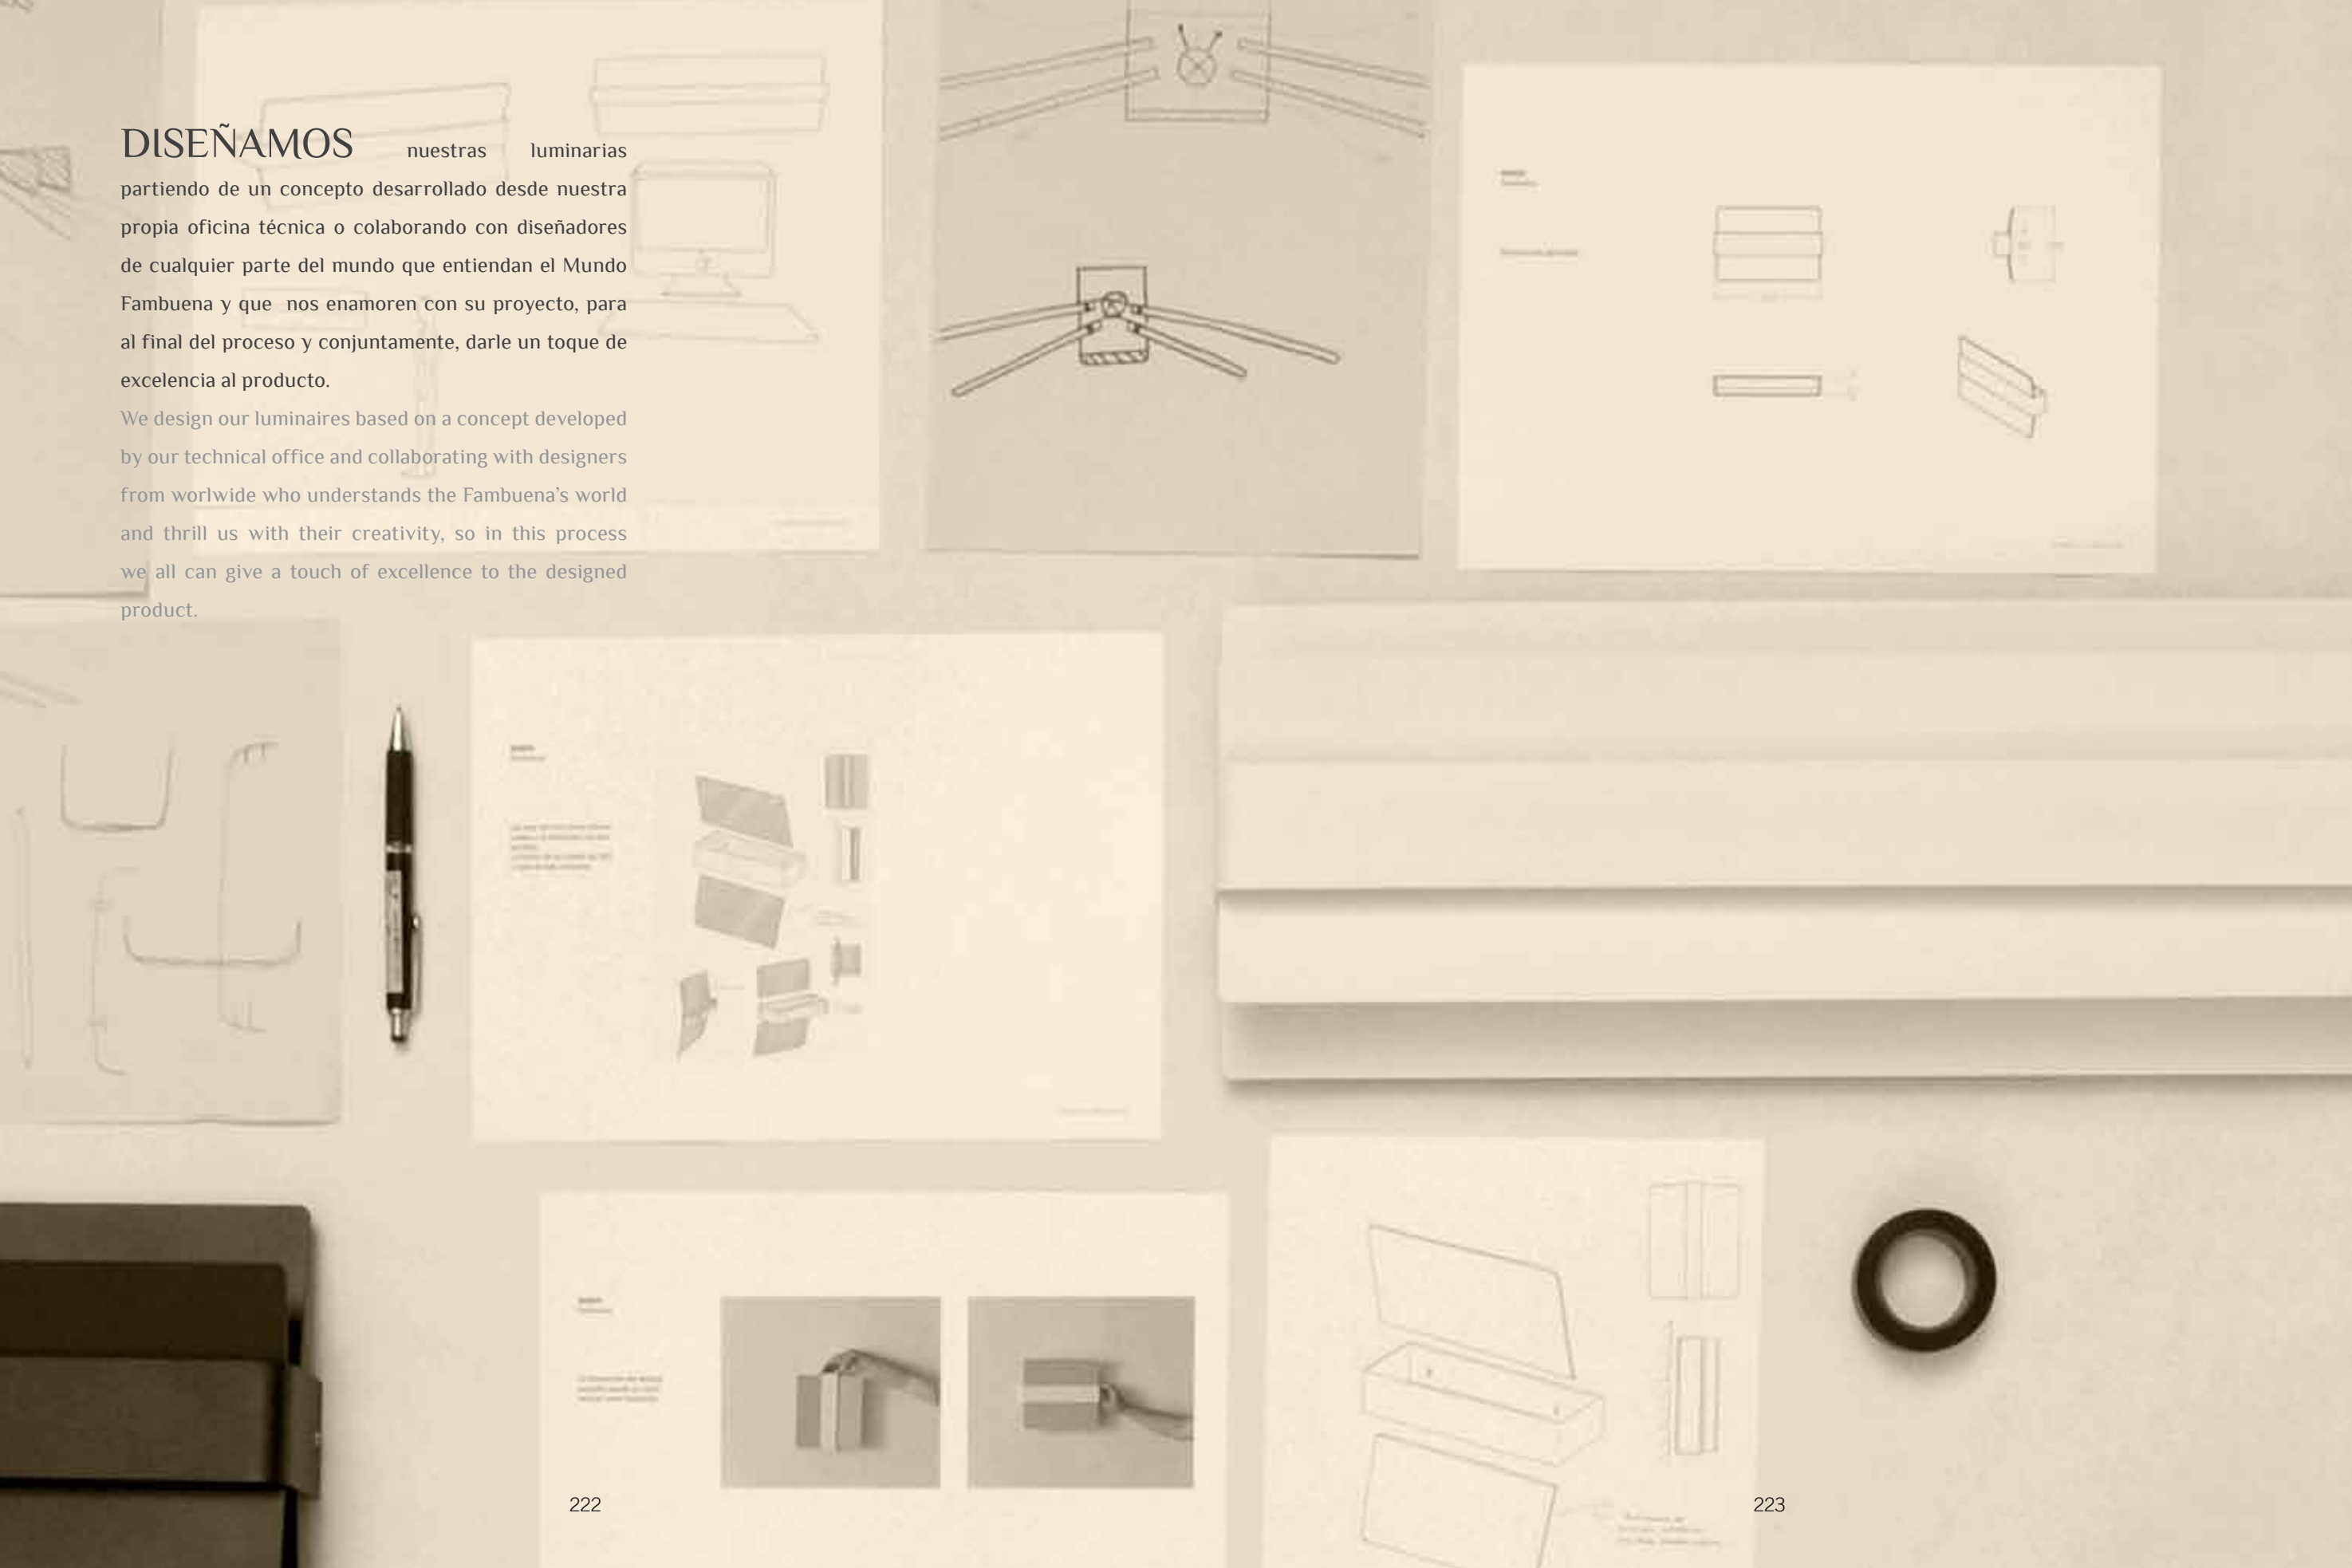 DISEÑAMOS nuestras luminarias
partiendo de un concepto desarrollado desde nuestra
propia oficina técnica o colaborando con diseñadores
de cualquier parte del mundo que entiendan el Mundo
Fambuena y que nos enamoren con su proyecto, para
al final del proceso y conjuntamente, darle un toque de
excelencia al producto.
We design our luminaires based on a concept developed
by our technical office and collaborating with designers
from worlwide who understands the Fambuena’s world
and thrill us with their creativity, so in this process
we all can give a touch of excellence to the designed
product.
222
223